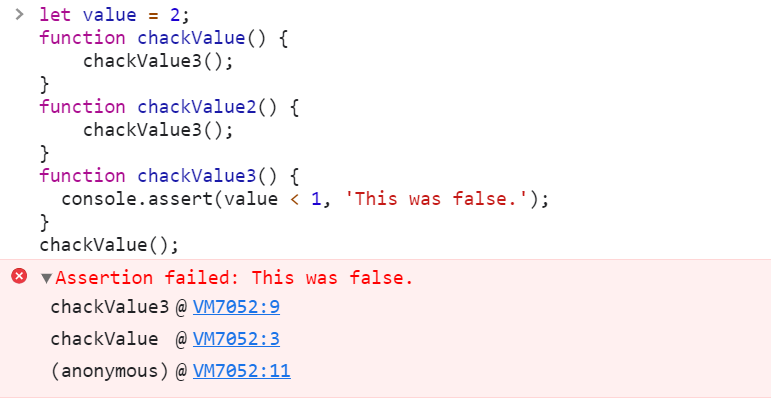 let value = 2;
function chackValue() {
    chackValue3();
}
function chackValue2() {
    chackValue3();
}
function chackValue3() {
  console.assert(value < 1, 'This was false.');
}
chackValue();
Assertion failed: This was false.
chackValue3 @ VM7052:9
chackValue @ VM7052:3
(anonymous) @ VM7052:11